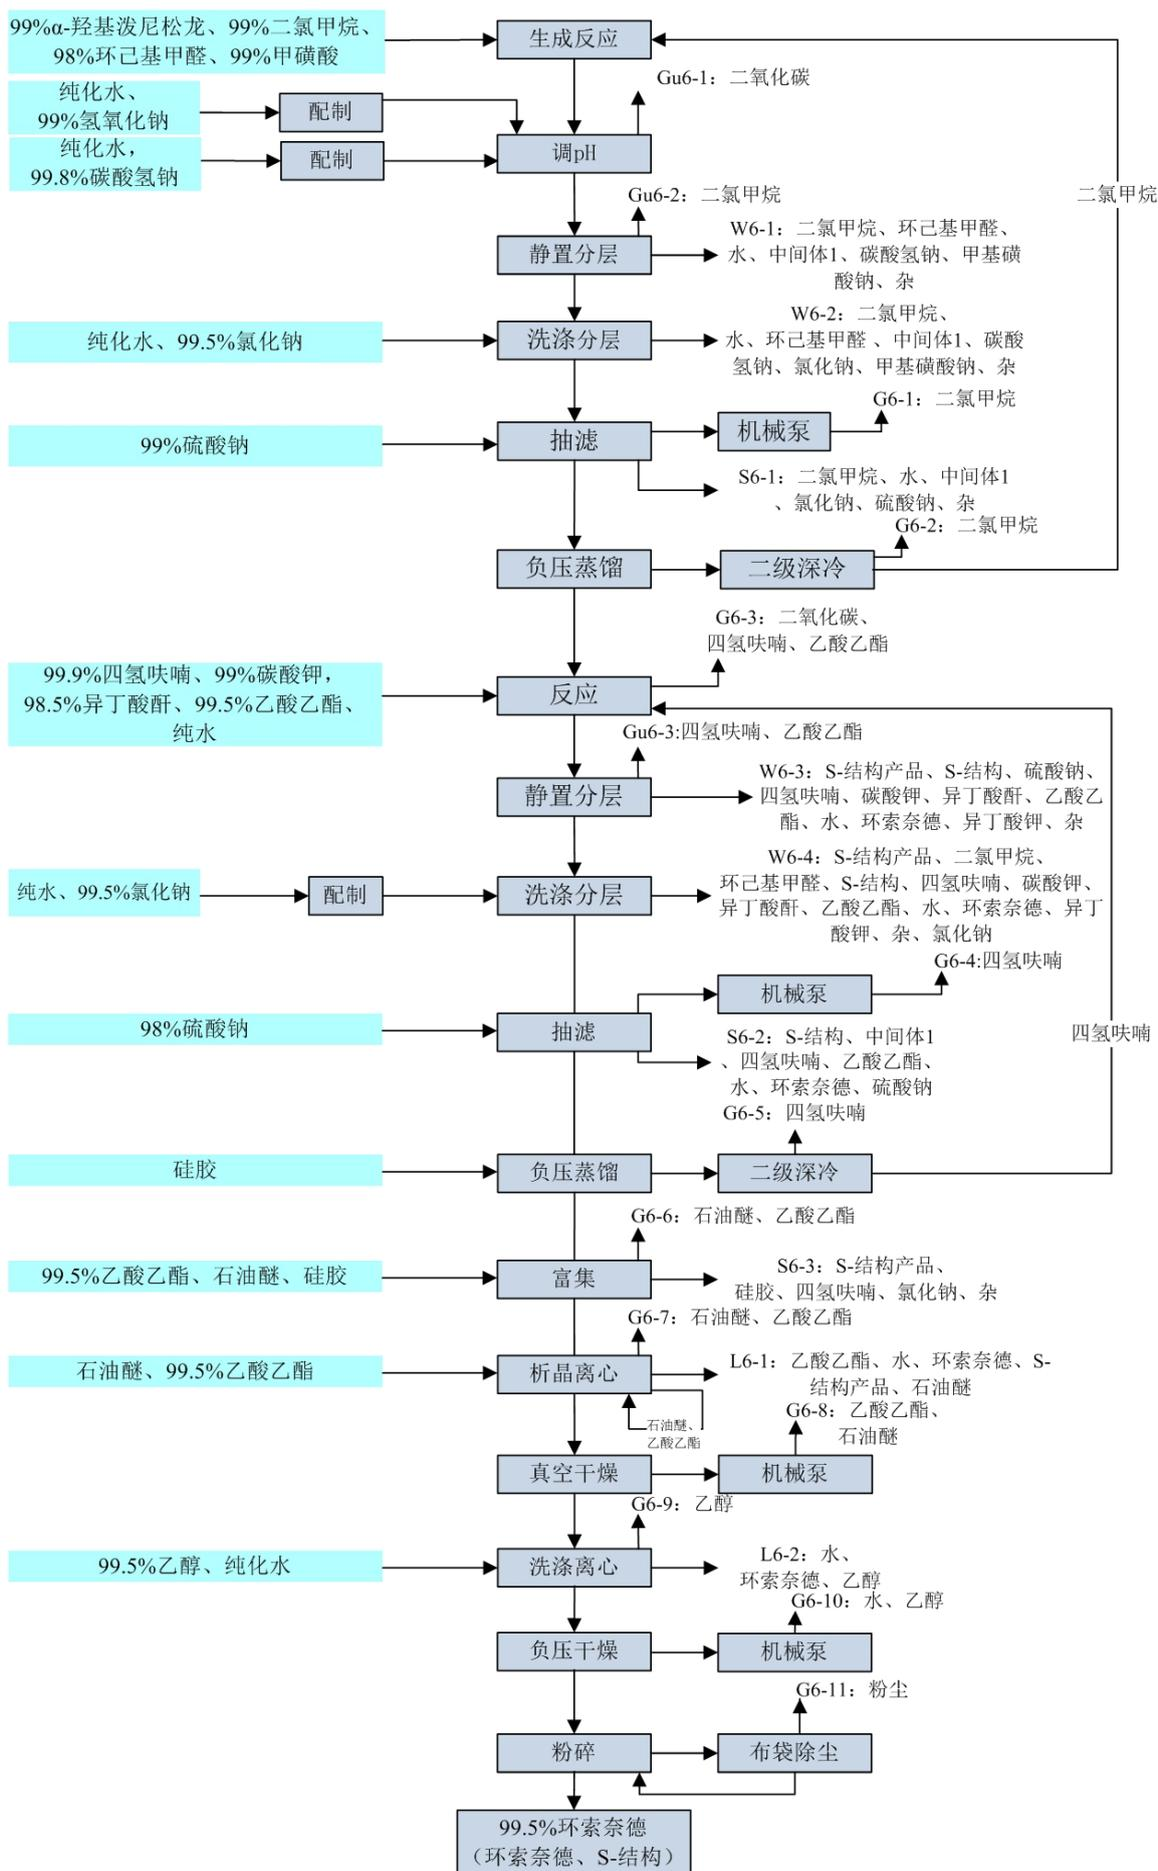 99%α-羟基泼尼松龙、99%二氯甲烷、
98%环己基甲醛、99%甲磺酸
生成反应
Gu6-1：二氧化碳
纯化水、
99%氢氧化钠
配制
纯化水，
99.8%碳酸氢钠
配制
调pH
二氯甲烷
Gu6-2：二氯甲烷
静置分层
W6-1：二氯甲烷、环己基甲醛、
水、中间体1、碳酸氢钠、甲基磺
酸钠、杂
纯化水、99.5%氯化钠
洗涤分层
W6-2：二氯甲烷、
水、环己基甲醛 、中间体1、碳酸
氢钠、氯化钠、甲基磺酸钠、杂
G6-1：二氯甲烷
99%硫酸钠
抽滤
机械泵
S6-1：二氯甲烷、水、中间体1
、氯化钠、硫酸钠、杂
G6-2：二氯甲烷
负压蒸馏
二级深冷
G6-3：二氧化碳、
四氢呋喃、乙酸乙酯
99.9%四氢呋喃、99%碳酸钾，
98.5%异丁酸酐、99.5%乙酸乙酯、
纯水
反应
Gu6-3:四氢呋喃、乙酸乙酯
静置分层
W6-3：S-结构产品、S-结构、硫酸钠、
四氢呋喃、碳酸钾、异丁酸酐、乙酸乙
酯、水、环索奈德、异丁酸钾、杂
纯水、99.5%氯化钠
配制
洗涤分层
W6-4：S-结构产品、二氯甲烷、
环己基甲醛、S-结构、四氢呋喃、碳酸钾、
异丁酸酐、乙酸乙酯、水、环索奈德、异丁
酸钾、杂、氯化钠
G6-4:四氢呋喃
机械泵
98%硫酸钠
抽滤
四氢呋喃
S6-2：S-结构、中间体1
、四氢呋喃、乙酸乙酯、
水、环索奈德、硫酸钠
G6-5：四氢呋喃
硅胶
负压蒸馏
二级深冷
G6-6：石油醚、乙酸乙酯
99.5%乙酸乙酯、石油醚、硅胶
富集
S6-3：S-结构产品、
硅胶、四氢呋喃、氯化钠、杂
G6-7：石油醚、乙酸乙酯
石油醚、99.5%乙酸乙酯
析晶离心
L6-1：乙酸乙酯、水、环索奈德、S-
结构产品、石油醚
石油醚、
乙酸乙酯
G6-8：乙酸乙酯、
石油醚
真空干燥
机械泵
G6-9：乙醇
99.5%乙醇、纯化水
洗涤离心
L6-2：水、
环索奈德、乙醇
G6-10：水、乙醇
负压干燥
机械泵
G6-11：粉尘
粉碎
布袋除尘
99.5%环索奈德
（环索奈德、S-结构）